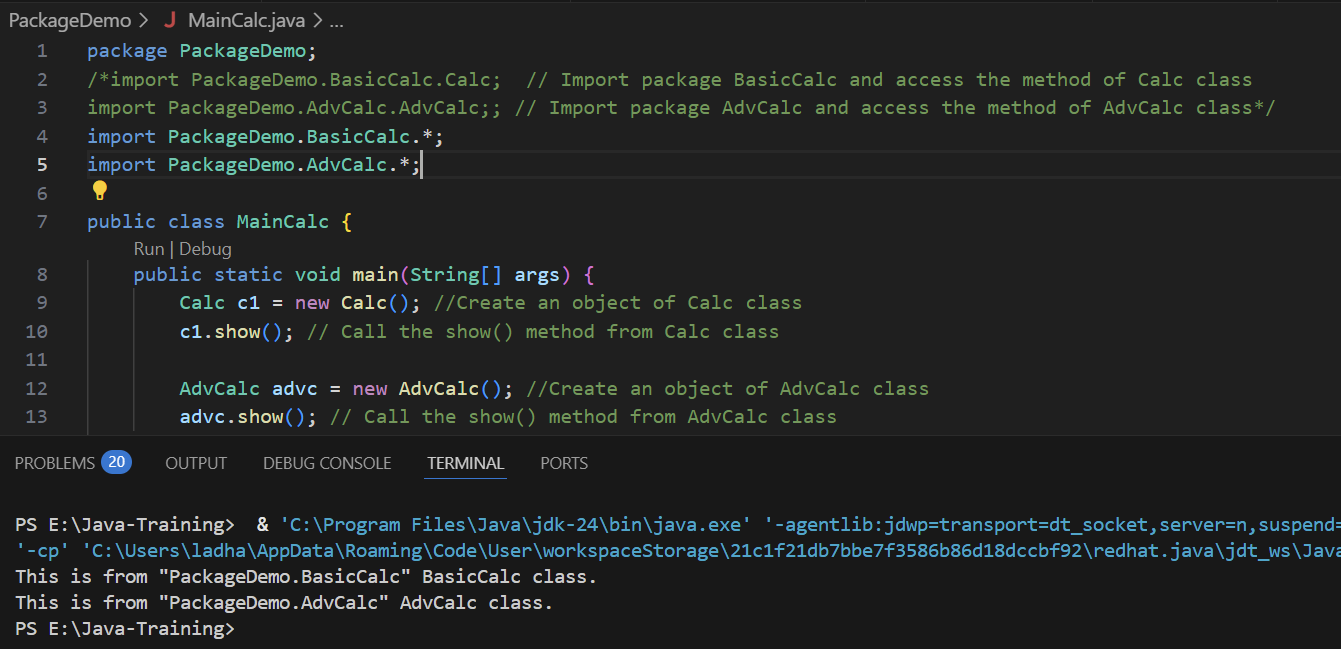 PackageDemo > J MainCalc.java > ...
1 package PackageDemo;
2 /*import PackageDemo.BasicCalc.Calc;  // Import package BasicCalc and access the method of Calc class
3 import PackageDemo.AdvCalc.AdvCalc;; // Import package AdvCalc and access the method of AdvCalc class*/
4 import PackageDemo.BasicCalc.*;
5 import PackageDemo.AdvCalc.*;
6
7 public class MainCalc {
Run | Debug
8 public static void main(String[] args) {
9 Calc c1 = new Calc(); //Create an object of Calc class
10 c1.show(); // Call the show() method from Calc class
11
12 AdvCalc advc = new AdvCalc(); //Create an object of AdvCalc class
13 advc.show(); // Call the show() method from AdvCalc class
PROBLEMS 20 OUTPUT DEBUG CONSOLE TERMINAL PORTS
PS E:\Java-Training>  & 'C:\Program Files\Java\jdk-24\bin\java.exe' '-agentlib:jdwp=transport=dt_socket,server=n,suspend=
'-cp' 'C:\Users\ladha\AppData\Roaming\Code\User\workspaceStorage\21c1f21db7bbe7f3586b86d18dccbf92\redhat.java\jdt_ws\Java
This is from "PackageDemo.BasicCalc" BasicCalc class.
This is from "PackageDemo.AdvCalc" AdvCalc class.
PS E:\Java-Training>